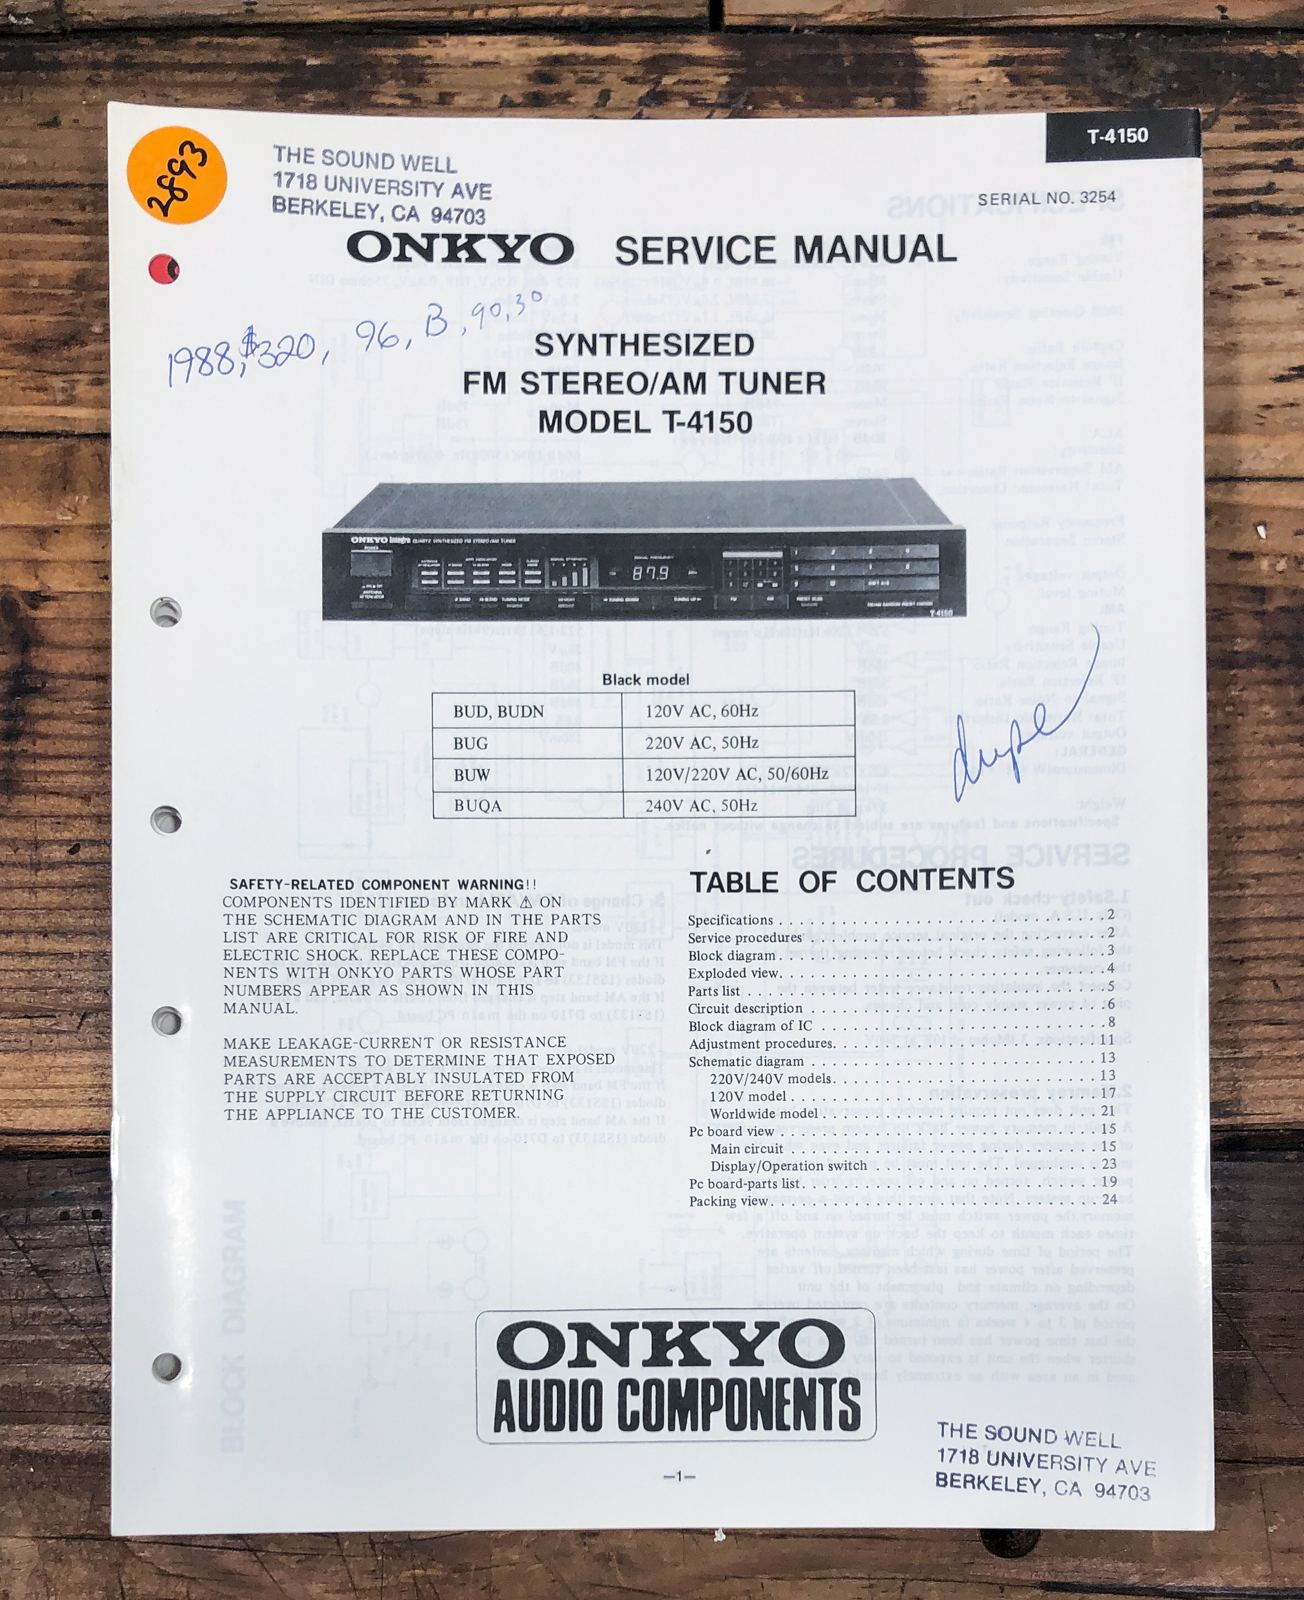 T-4150
2893
THE SOUND WELL
1718 UNIVERSITY AVE
BERKELEY, CA 94703
SERIAL NO. 3254
ONKYO SERVICE MANUAL
1988, $320, 96, B, 90, 30
SYNTHESIZED
FM STEREO/AM TUNER
MODEL T-4150
ONKYO Integra QUARTZ SYNTHESIZED FM STEREO/AM TUNER
POWER
87.9
T-4150
Black model
BUD, BUDN 120V AC, 60Hz
BUG 220V AC, 50Hz
BUW 120V/220V AC, 50/60Hz
BUQA 240V AC, 50Hz
dupe
SAFETY-RELATED COMPONENT WARNING!!
COMPONENTS IDENTIFIED BY MARK ⚠ ON
THE SCHEMATIC DIAGRAM AND IN THE PARTS
LIST ARE CRITICAL FOR RISK OF FIRE AND
ELECTRIC SHOCK. REPLACE THESE COMPO-
NENTS WITH ONKYO PARTS WHOSE PART
NUMBERS APPEAR AS SHOWN IN THIS
MANUAL.
MAKE LEAKAGE-CURRENT OR RESISTANCE
MEASUREMENTS TO DETERMINE THAT EXPOSED
PARTS ARE ACCEPTABLY INSULATED FROM
THE SUPPLY CIRCUIT BEFORE RETURNING
THE APPLIANCE TO THE CUSTOMER.
TABLE OF CONTENTS
Specifications . . . . . . . . . . 2
Service procedures . . . . . . . . . . 2
Block diagram . . . . . . . . . . 3
Exploded view . . . . . . . . . . 4
Parts list . . . . . . . . . . 5
Circuit description . . . . . . . . . . 6
Block diagram of IC . . . . . . . . . . 8
Adjustment procedures . . . . . . . . . . 11
Schematic diagram . . . . . . . . . . 13
220V/240V models . . . . . . . . . . 13
120V model . . . . . . . . . . 17
Worldwide model . . . . . . . . . . 21
Pc board view . . . . . . . . . . 15
Main circuit . . . . . . . . . . 15
Display/Operation switch . . . . . . . . . . 23
Pc board-parts list . . . . . . . . . . 19
Packing view . . . . . . . . . . 24
ONKYO
AUDIO COMPONENTS
—1—
THE SOUND WELL
1718 UNIVERSITY AVE
BERKELEY, CA 94703